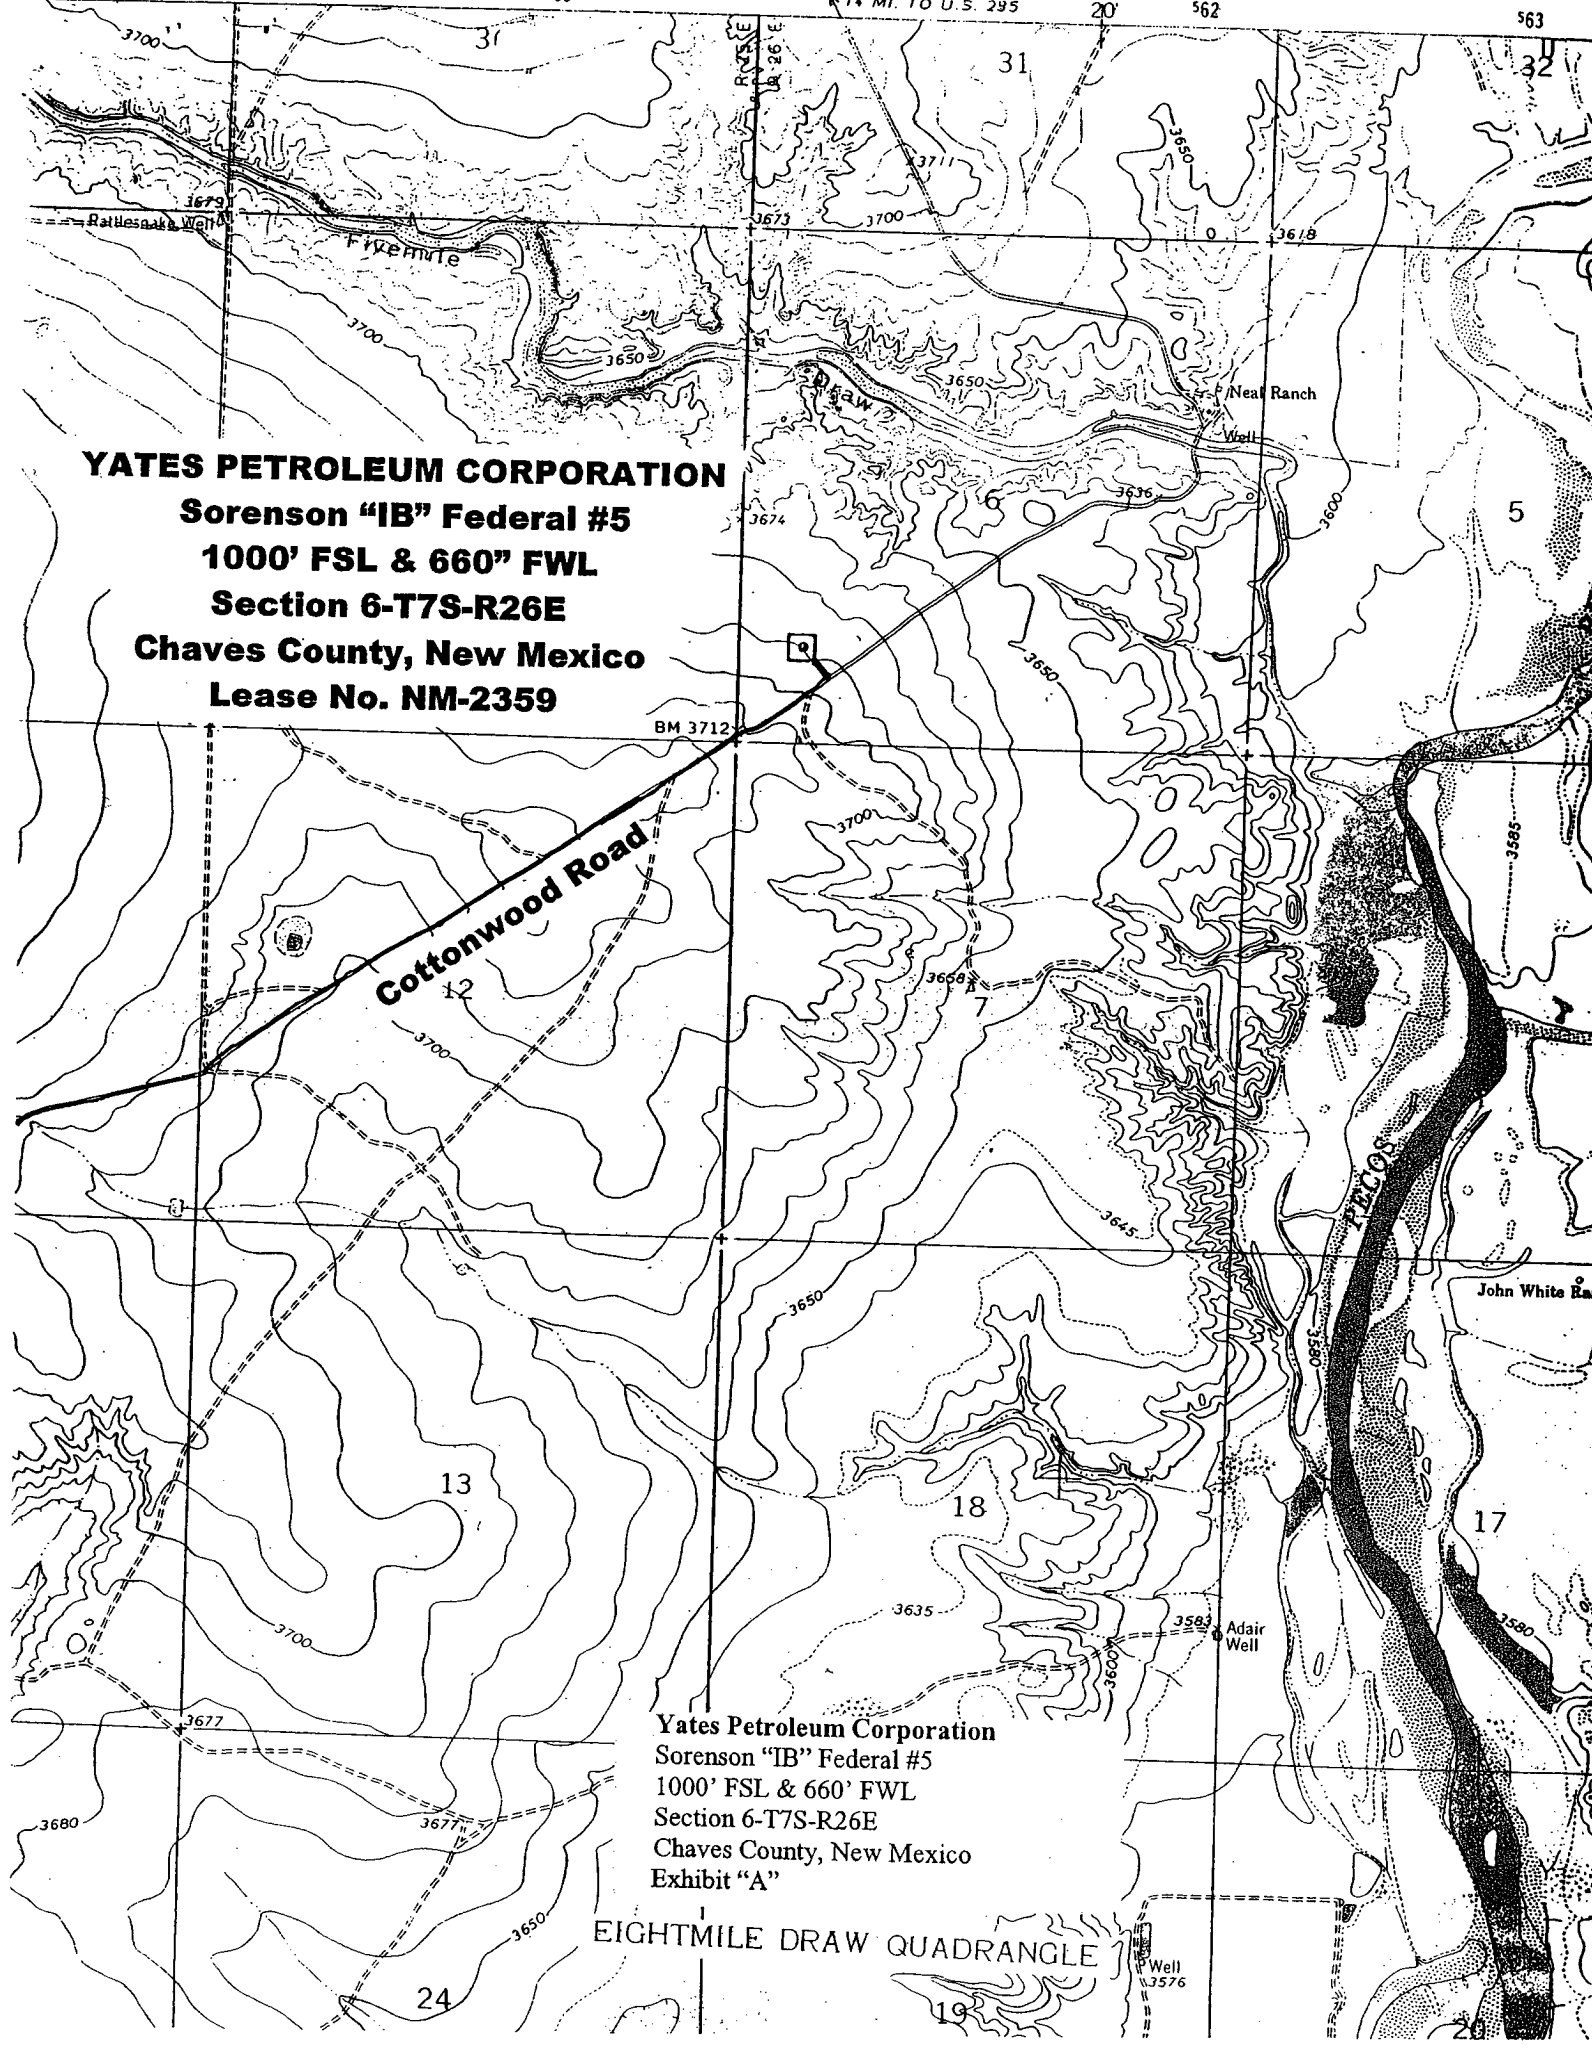 14 MI. TO U.S. 285
20'
562
563
3700
31
R 25 E
R 26 E
31
32
3650
3711
3679
Rattlesnake Well
Fivemile
3673
3700
3618
3700
3650
Draw
3650
Neal Ranch
Well
YATES PETROLEUM CORPORATION
Sorenson “IB” Federal #5
1000’ FSL & 660” FWL
Section 6-T7S-R26E
Chaves County, New Mexico
Lease No. NM-2359
3674
6
3636
3600
5
3650
BM 3712
3700
3585
Cottonwood Road
12
3658
7
3700
PECOS
3645
John White
3650
3580
13
18
17
3635
3583
Adair
Well
3580
3700
3600
3677
Yates Petroleum Corporation
Sorenson “IB” Federal #5
1000’ FSL & 660’ FWL
Section 6-T7S-R26E
Chaves County, New Mexico
Exhibit “A”
3680
3677
3650
EIGHTMILE DRAW QUADRANGLE
Well
3576
24
19
20